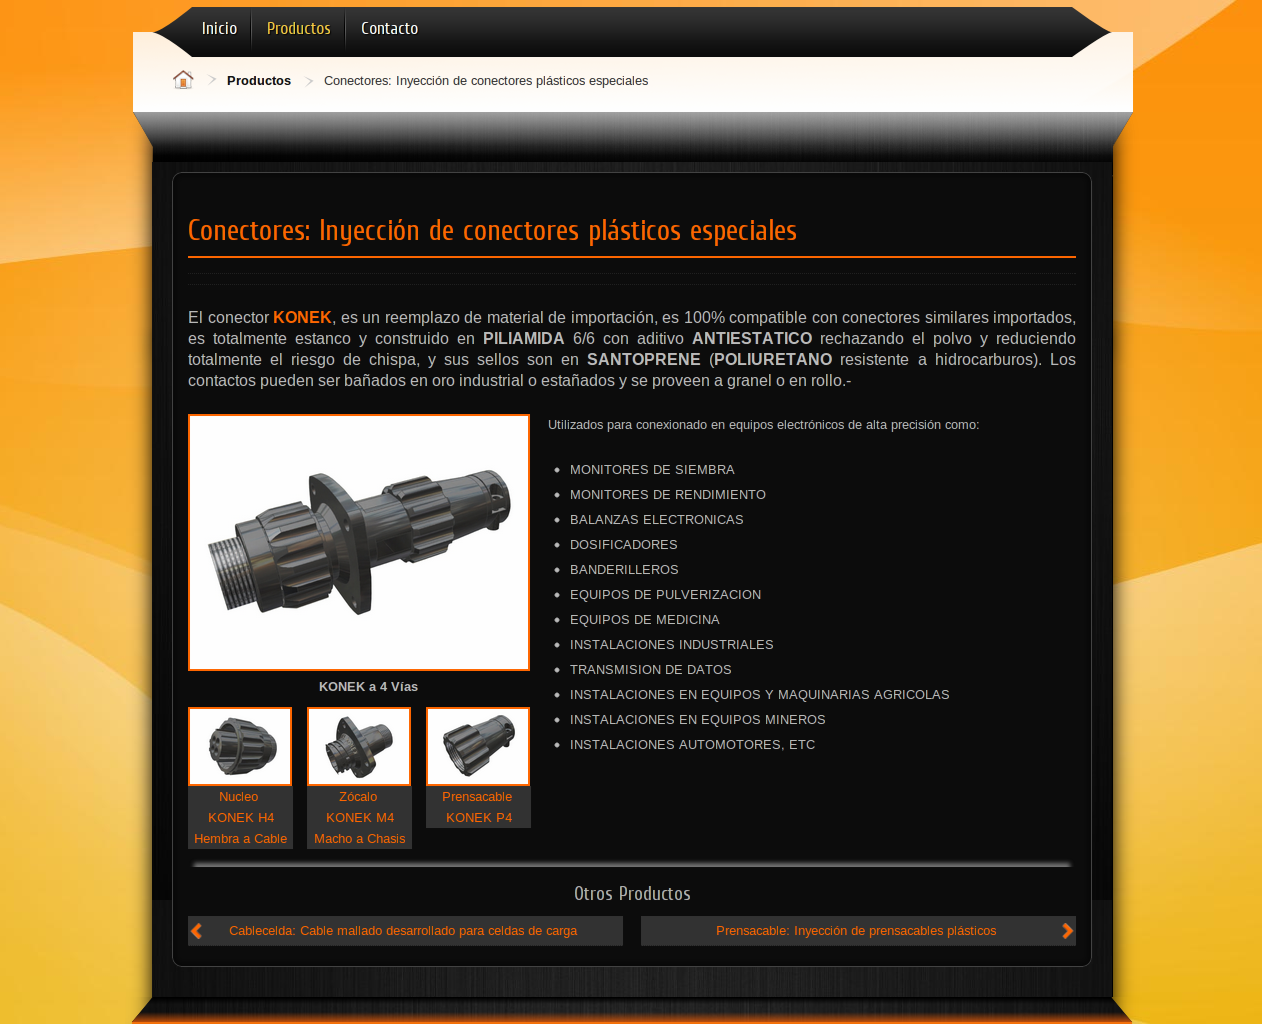 Inicio
Productos
Contacto
Productos
Conectores: Inyección de conectores plásticos especiales
Conectores: Inyección de conectores plásticos especiales
El conector KONEK, es un reemplazo de material de importación, es 100% compatible con conectores similares importados,
es totalmente estanco y construido en PILIAMIDA 6/6 con aditivo ANTIESTATICO rechazando el polvo y reduciendo
totalmente el riesgo de chispa, y sus sellos son en SANTOPRENE (POLIURETANO resistente a hidrocarburos). Los
contactos pueden ser bañados en oro industrial o estañados y se proveen a granel o en rollo.-
KONEK a 4 Vías
Nucleo
KONEK H4
Hembra a Cable
Zócalo
KONEK M4
Macho a Chasis
Prensacable
KONEK P4
Utilizados para conexionado en equipos electrónicos de alta precisión como:
MONITORES DE SIEMBRA
MONITORES DE RENDIMIENTO
BALANZAS ELECTRONICAS
DOSIFICADORES
BANDERILLEROS
EQUIPOS DE PULVERIZACION
EQUIPOS DE MEDICINA
INSTALACIONES INDUSTRIALES
TRANSMISION DE DATOS
INSTALACIONES EN EQUIPOS Y MAQUINARIAS AGRICOLAS
INSTALACIONES EN EQUIPOS MINEROS
INSTALACIONES AUTOMOTORES, ETC
Otros Productos
Cablecelda: Cable mallado desarrollado para celdas de carga
Prensacable: Inyección de prensacables plásticos